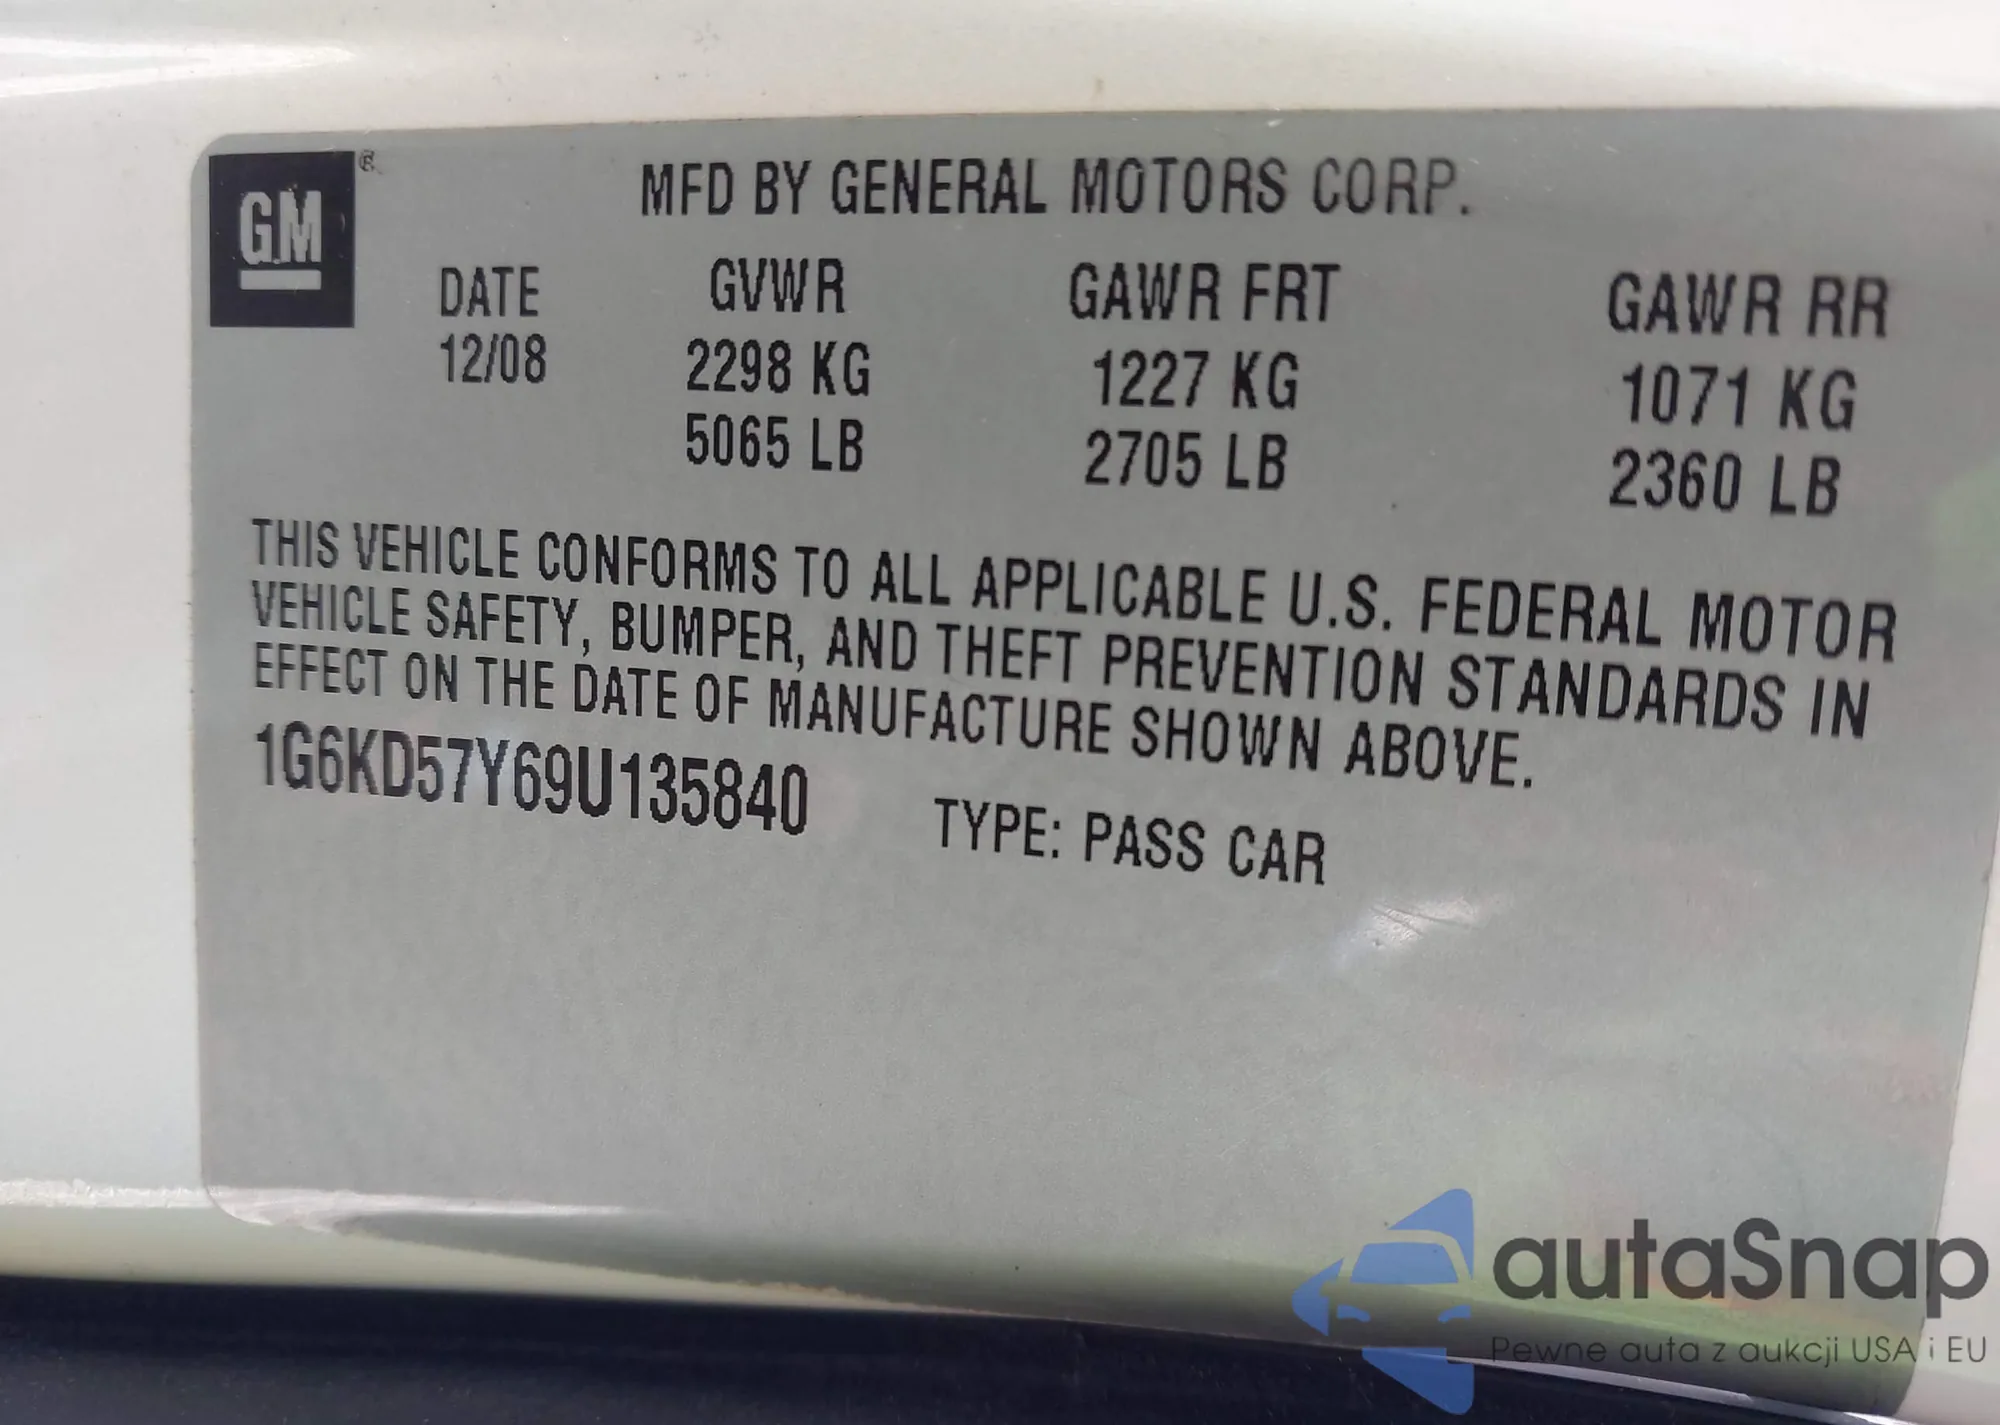 GM ®
MFD BY GENERAL MOTORS CORP.
DATE GVWR GAWR FRT GAWR RR
12/08 2298 KG 1227 KG 1071 KG
5065 LB 2705 LB 2360 LB
THIS VEHICLE CONFORMS TO ALL APPLICABLE U.S. FEDERAL MOTOR
VEHICLE SAFETY, BUMPER, AND THEFT PREVENTION STANDARDS IN
EFFECT ON THE DATE OF MANUFACTURE SHOWN ABOVE.
1G6KD57Y69U135840 TYPE: PASS CAR
autaSnap
Pewne auta z aukcji USA i EU